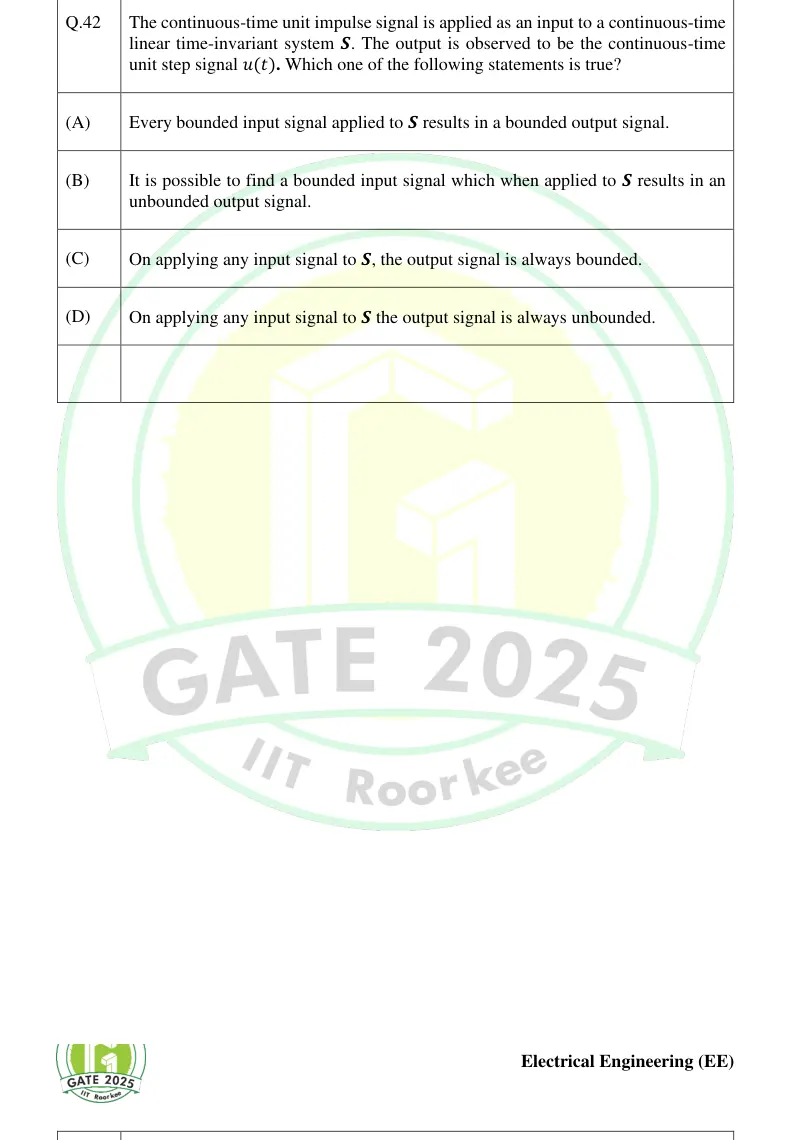 Q.42 The continuous-time unit impulse signal is applied as an input to a continuous-time
linear time-invariant system 𝑺. The output is observed to be the continuous-time
unit step signal 𝑢(𝑡). Which one of the following statements is true?
(A) Every bounded input signal applied to 𝑺 results in a bounded output signal.
(B) It is possible to find a bounded input signal which when applied to 𝑺 results in an
unbounded output signal.
(C) On applying any input signal to 𝑺, the output signal is always bounded.
(D) On applying any input signal to 𝑺 the output signal is always unbounded.
GATE 2025
IIT Roorkee
Electrical Engineering (EE)
GATE 2025
IIT Roorkee